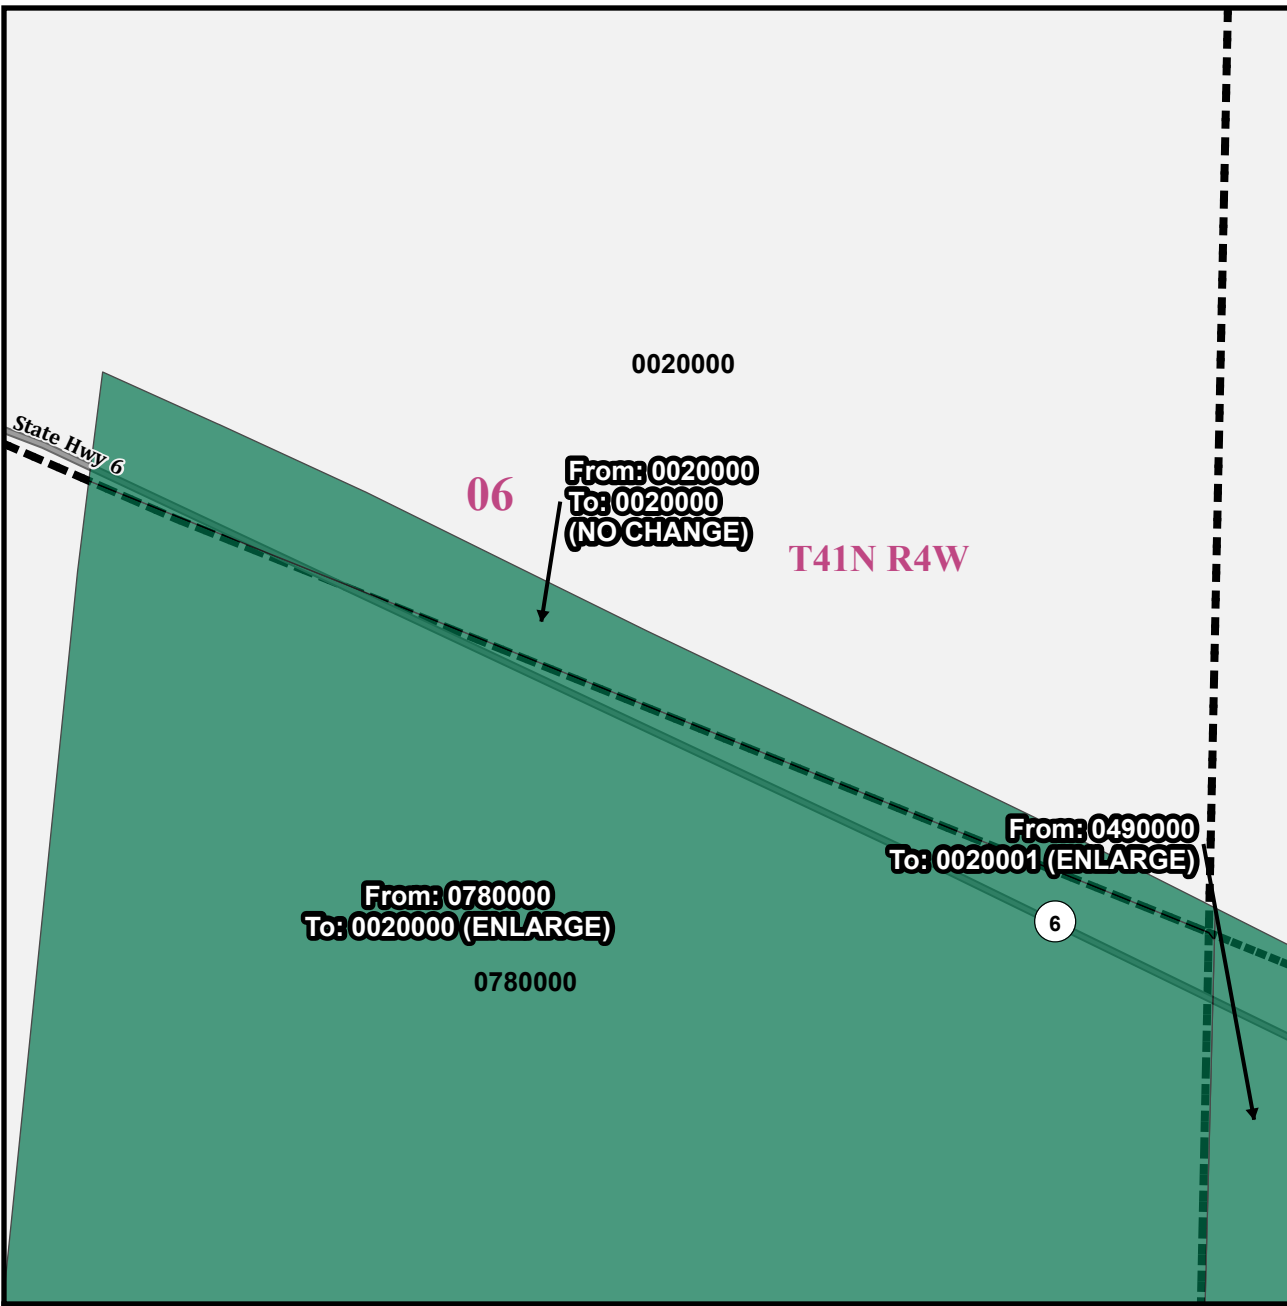 0020000
State Hwy 6
06
From: 0020000
To: 0020000
(NO CHANGE)
T41N R4W
From: 0490000
To: 0020001 (ENLARGE)
From: 0780000
To: 0020000 (ENLARGE)
6
0780000